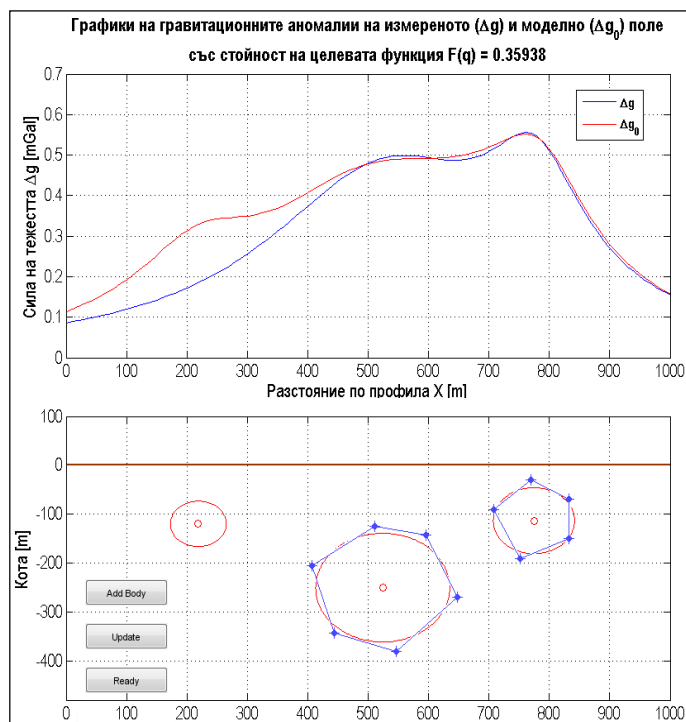 Графики на гравитационните аномалии на измереното (Δg) и моделно (Δg₀) поле
със стойност на целевата функция F(q) = 0.35938
Сила на тежестта Δg [mGal]
0.7
0.6
0.5
0.4
0.3
0.2
0.1
0
Δg
Δg₀
0 100 200 300 400 500 600 700 800 900 1000
Разстояние по профила X [m]
Кота [m]
100
0
-100
-200
-300
-400
Add Body
Update
Ready
0 100 200 300 400 500 600 700 800 900 1000